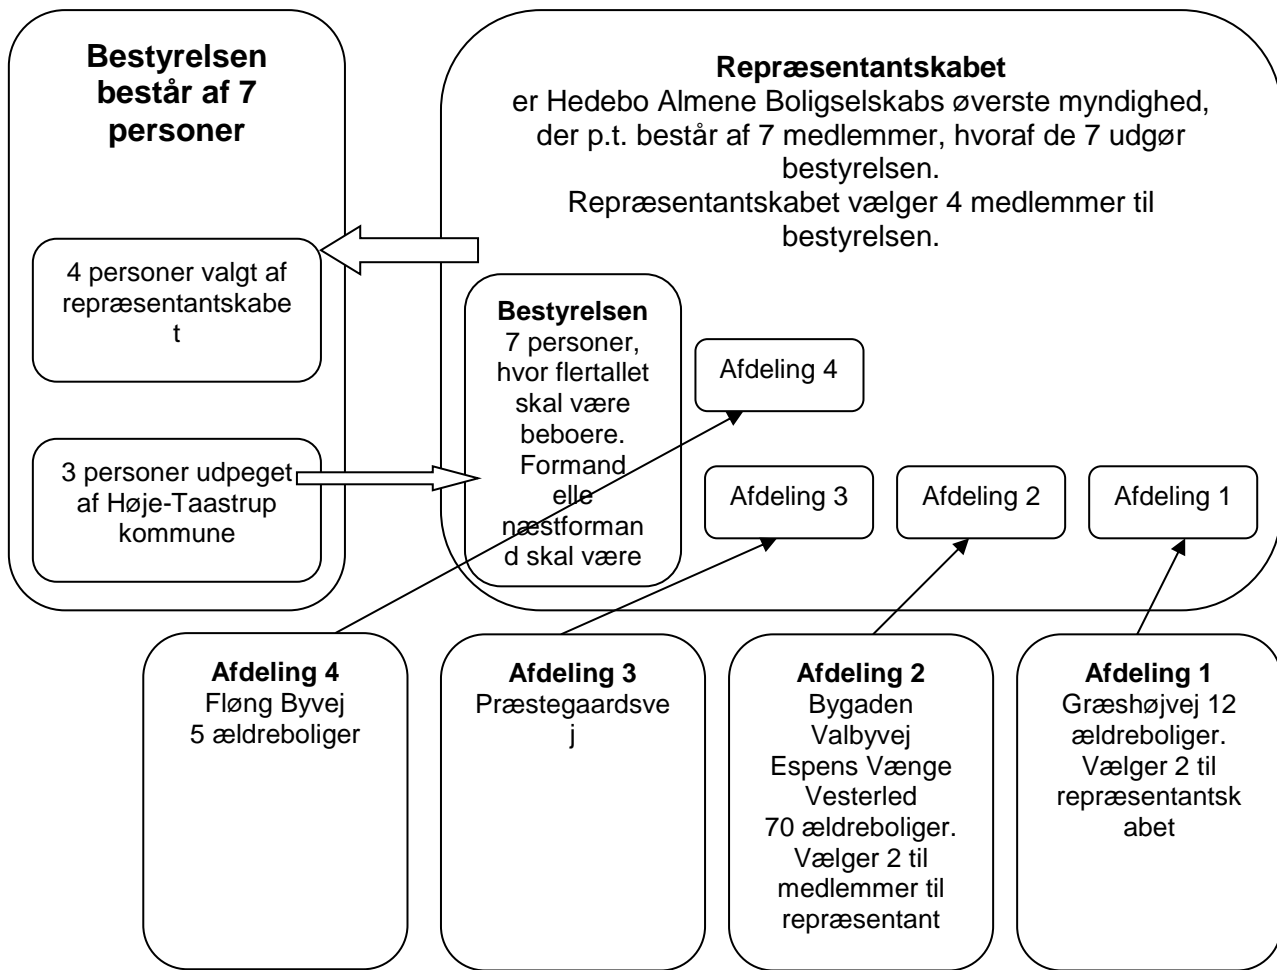 Bestyrelsen
består af 7
personer
4 personer valgt af
repræsentantskabe
t
3 personer udpeget
af Høje-Taastrup
kommune
Repræsentantskabet
er Hedebo Almene Boligselskabs øverste myndighed,
der p.t. består af 7 medlemmer, hvoraf de 7 udgør
bestyrelsen.
Repræsentantskabet vælger 4 medlemmer til
bestyrelsen.
Bestyrelsen
7 personer,
hvor flertallet
skal være
beboere.
Formand
elle
næstforman
d skal være
Afdeling 4
Afdeling 3
Afdeling 2
Afdeling 1
Afdeling 4
Fløng Byvej
5 ældreboliger
Afdeling 3
Præstegaardsve
j
Afdeling 2
Bygaden
Valbyvej
Espens Vænge
Vesterled
70 ældreboliger.
Vælger 2 til
medlemmer til
repræsentant
Afdeling 1
Græshøjvej 12
ældreboliger.
Vælger 2 til
repræsentantsk
abet